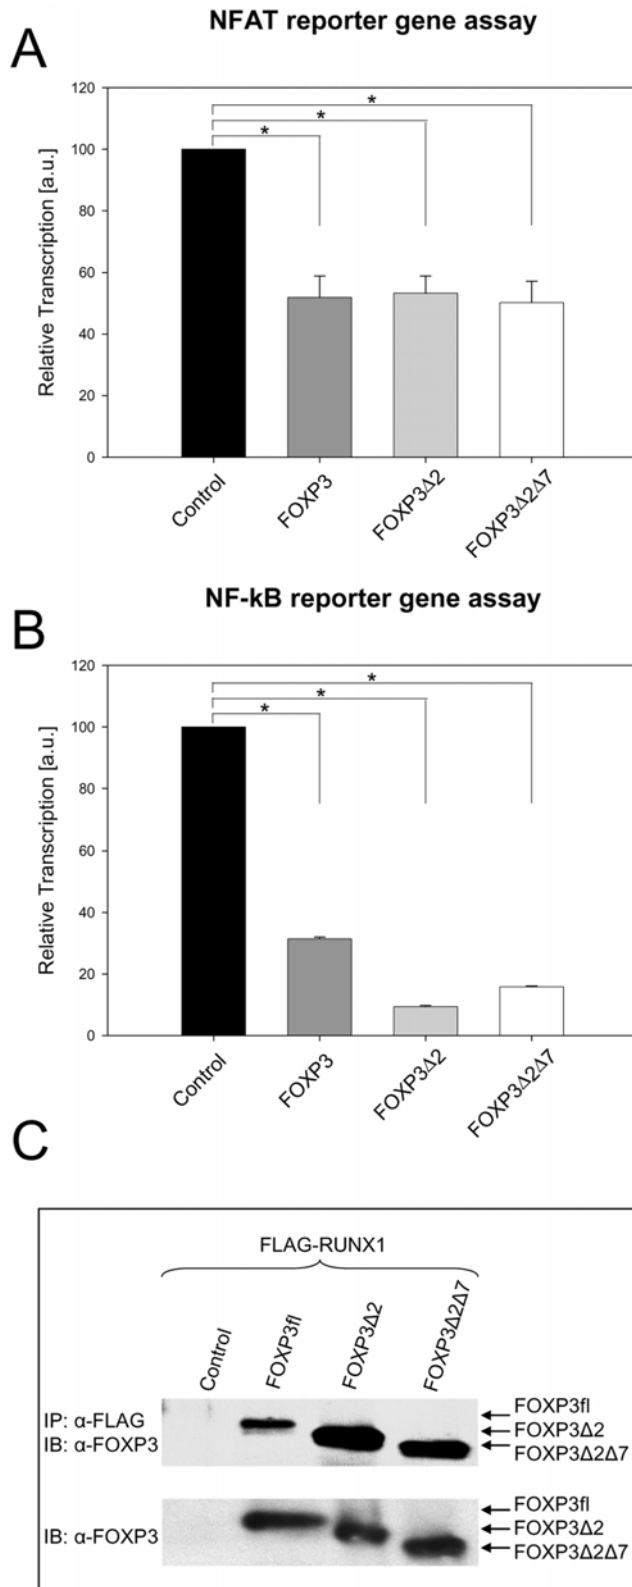 A
NFAT reporter gene assay
Relative Transcription [a.u.]
120
100
80
60
40
20
0
*
*
*
Control
FOXP3
FOXP3Δ2
FOXP3Δ2Δ7
B
NF-kB reporter gene assay
Relative Transcription [a.u.]
120
100
80
60
40
20
0
*
*
*
Control
FOXP3
FOXP3Δ2
FOXP3Δ2Δ7
C
FLAG-RUNX1
Control
FOXP3fl
FOXP3Δ2
FOXP3Δ2Δ7
IP: α-FLAG
IB: α-FOXP3
FOXP3fl
FOXP3Δ2
FOXP3Δ2Δ7
IB: α-FOXP3
FOXP3fl
FOXP3Δ2
FOXP3Δ2Δ7